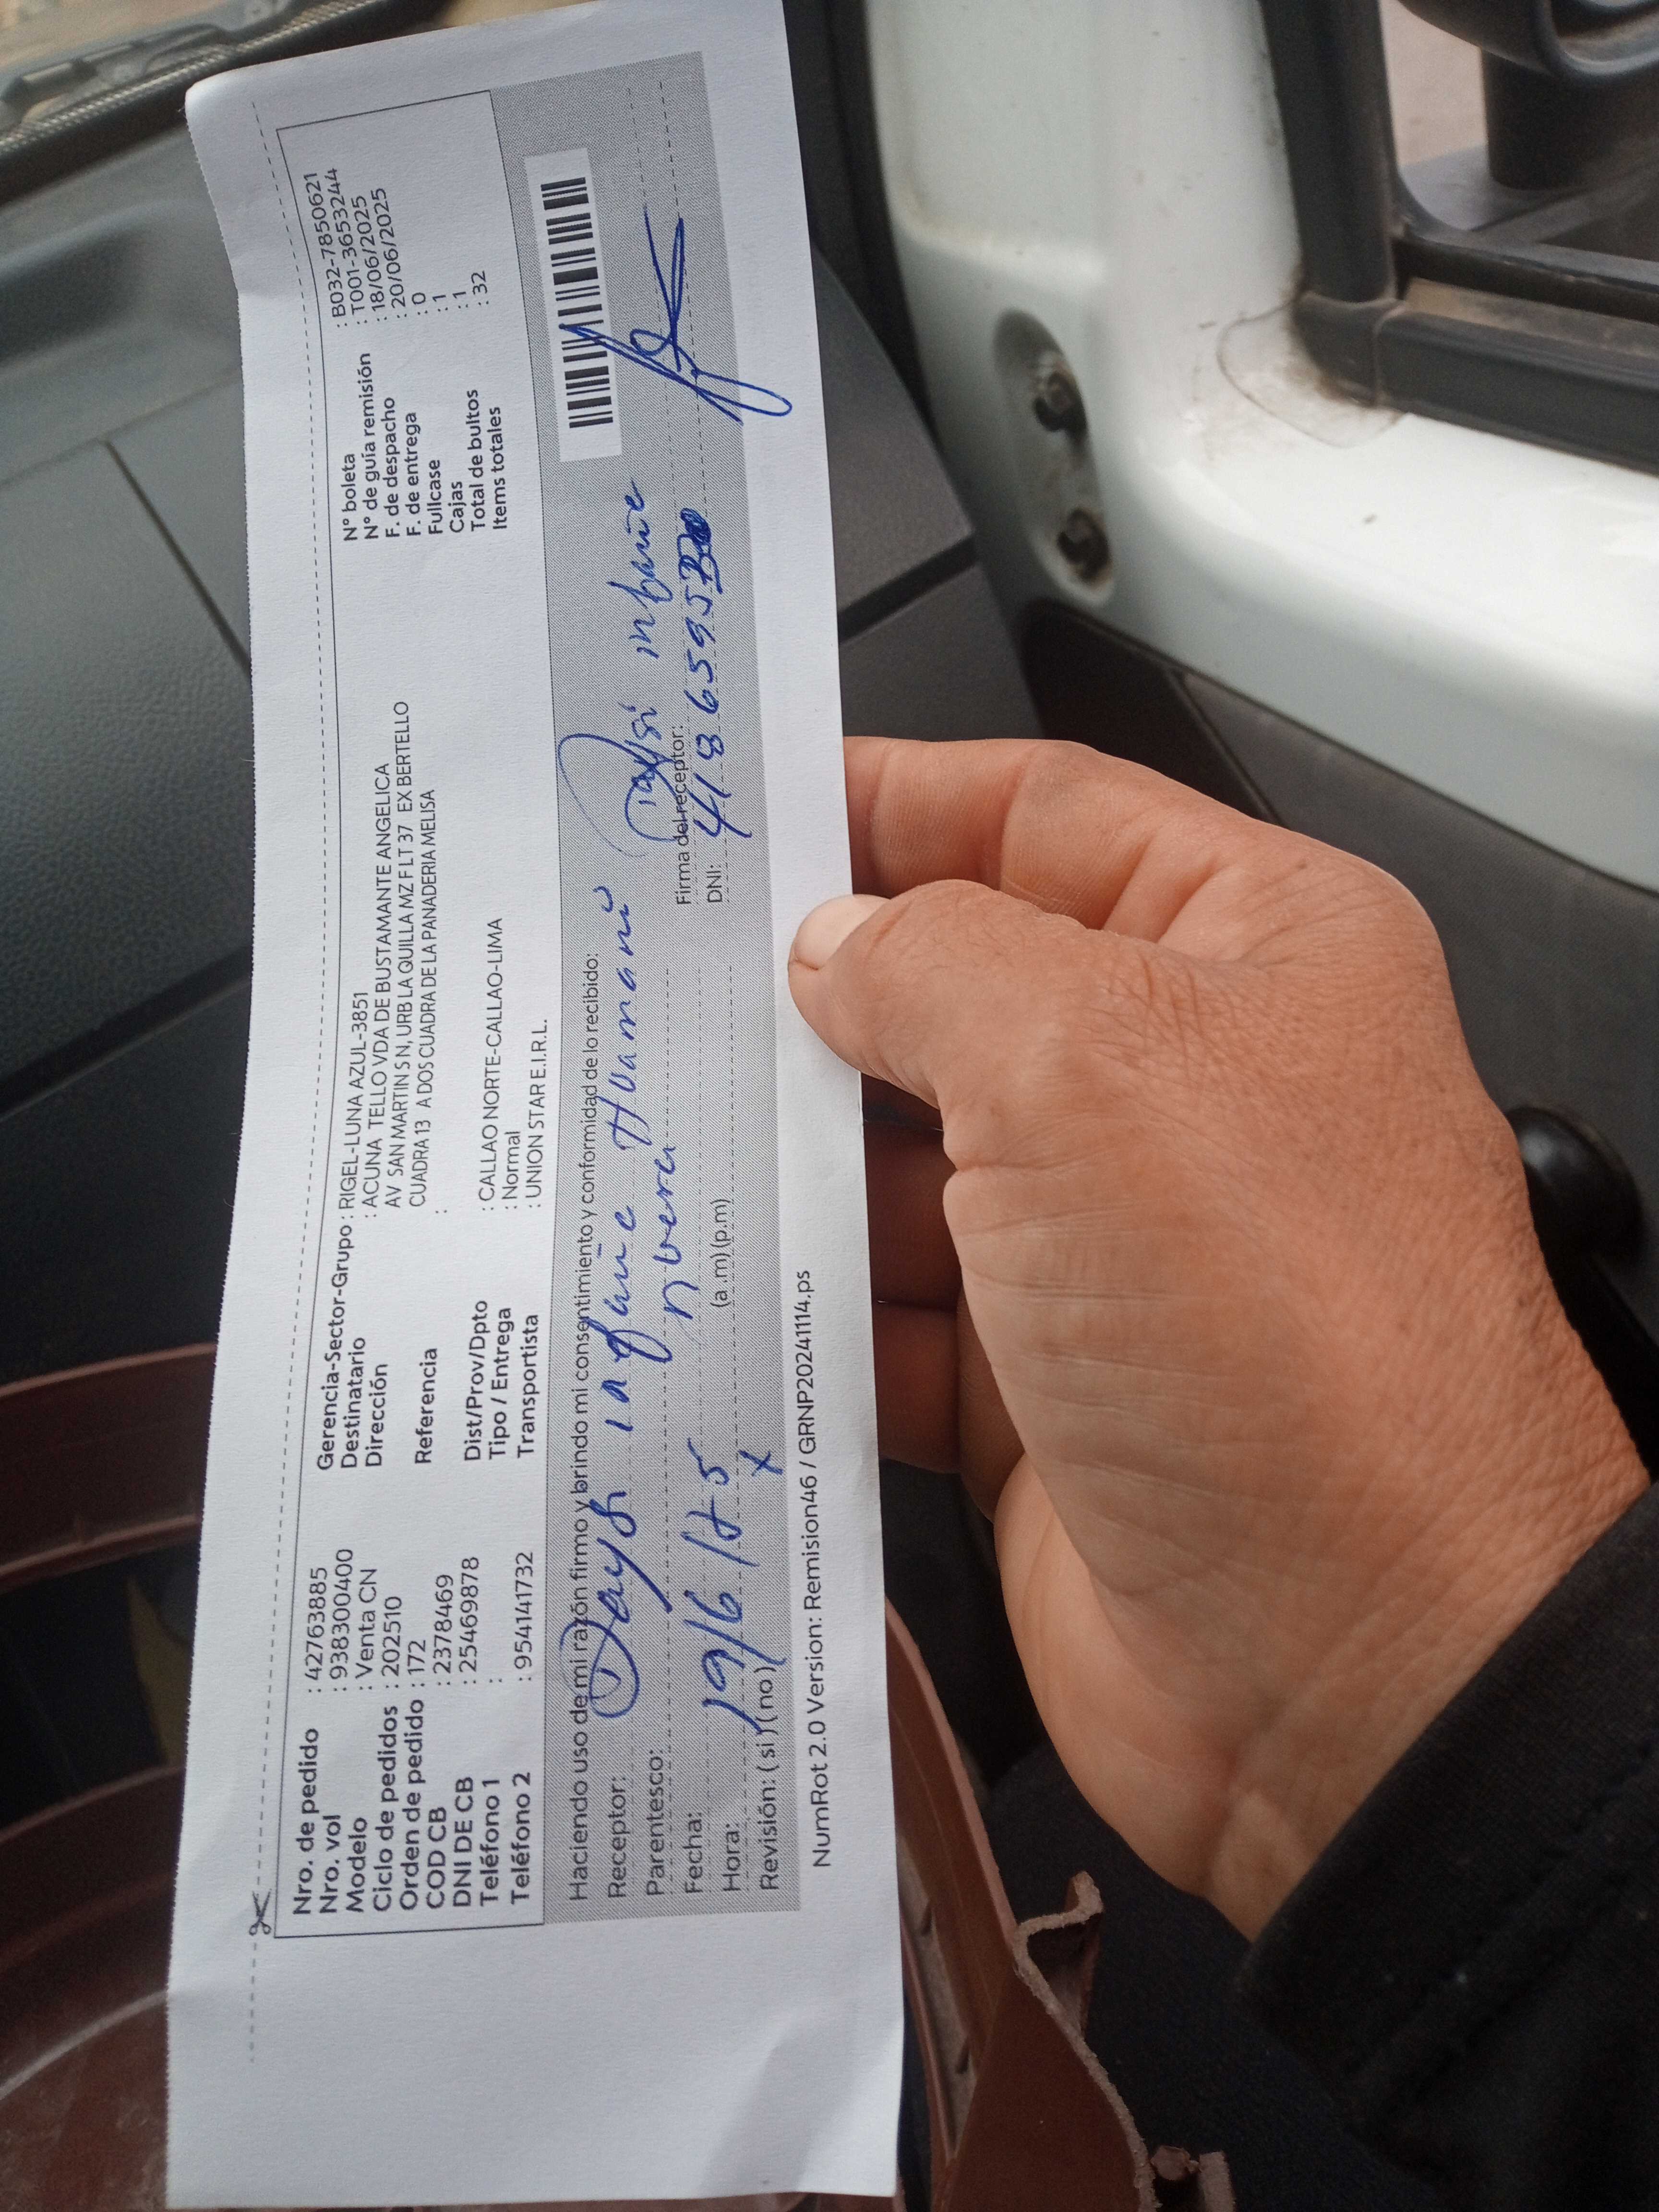 Nro. de pedido : 42763885
Nro. vol : 938300400
Modelo : Venta CN
Ciclo de pedidos : 202510
Orden de pedido : 172
COD CB : 2378469
DNI DE CB : 25469878
Teléfono 1 :
Teléfono 2 : 954141732
Gerencia-Sector-Grupo : RIGEL-LUNA AZUL-3851
Destinatario : ACUNA TELLO VDA DE BUSTAMANTE ANGELICA
Dirección AV SAN MARTIN S N, URB LA QUILLA MZ F LT 37 EX BERTELLO
CUADRA 13 A DOS CUADRA DE LA PANADERIA MELISA
Referencia :
Dist/Prov/Dpto : CALLAO NORTE-CALLAO-LIMA
Tipo / Entrega : Normal
Transportista : UNION STAR E.I.R.L.
N° boleta : B032-7850621
N° de guía remisión : T001-36553244
F. de despacho : 18/06/2025
F. de entrega : 20/06/2025
Fullcase : 0
Cajas : 1
Total de bultos : 1
Items totales : 32
Haciendo uso de mi razón firmo y brindo mi consentimiento y conformidad de lo recibido:
Receptor: Daysi Huamani
Parentesco: nuera
Fecha: 19/6/25
Hora: (a.m) (p.m)
Revisión: ( si ) ( no ) X
Daysi
Firma del receptor:
DNI: 4186595
NumRot 2.0 Version: Remision46 / GRNP20241114.ps